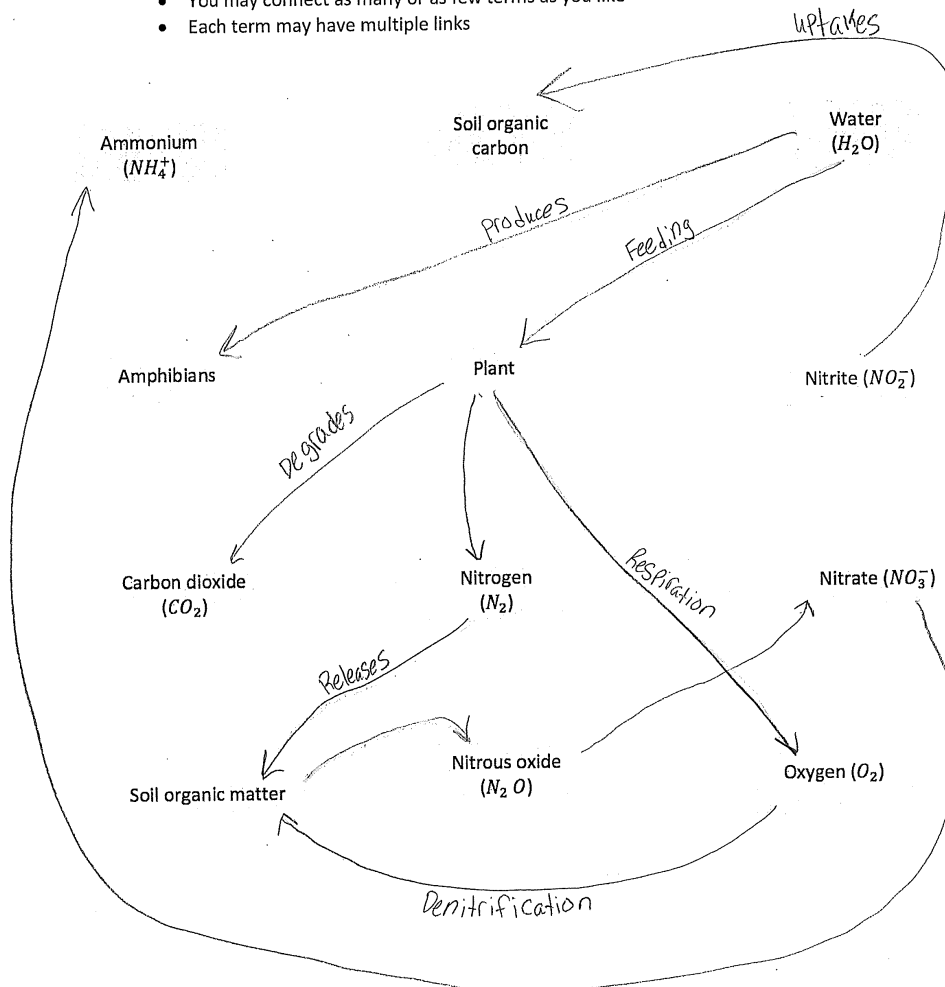 • You may connect as many or as few terms as you like
• Each term may have multiple links
uptakes
Soil organic
carbon
Water
(H₂O)
Ammonium
(NH₄⁺)
produces
Feeding
Amphibians
Plant
Nitrite (NO₂⁻)
Degrades
Carbon dioxide
(CO₂)
Nitrogen
(N₂)
Respiration
Nitrate (NO₃⁻)
Releases
Soil organic matter
Nitrous oxide
(N₂ O)
Oxygen (O₂)
Denitrification